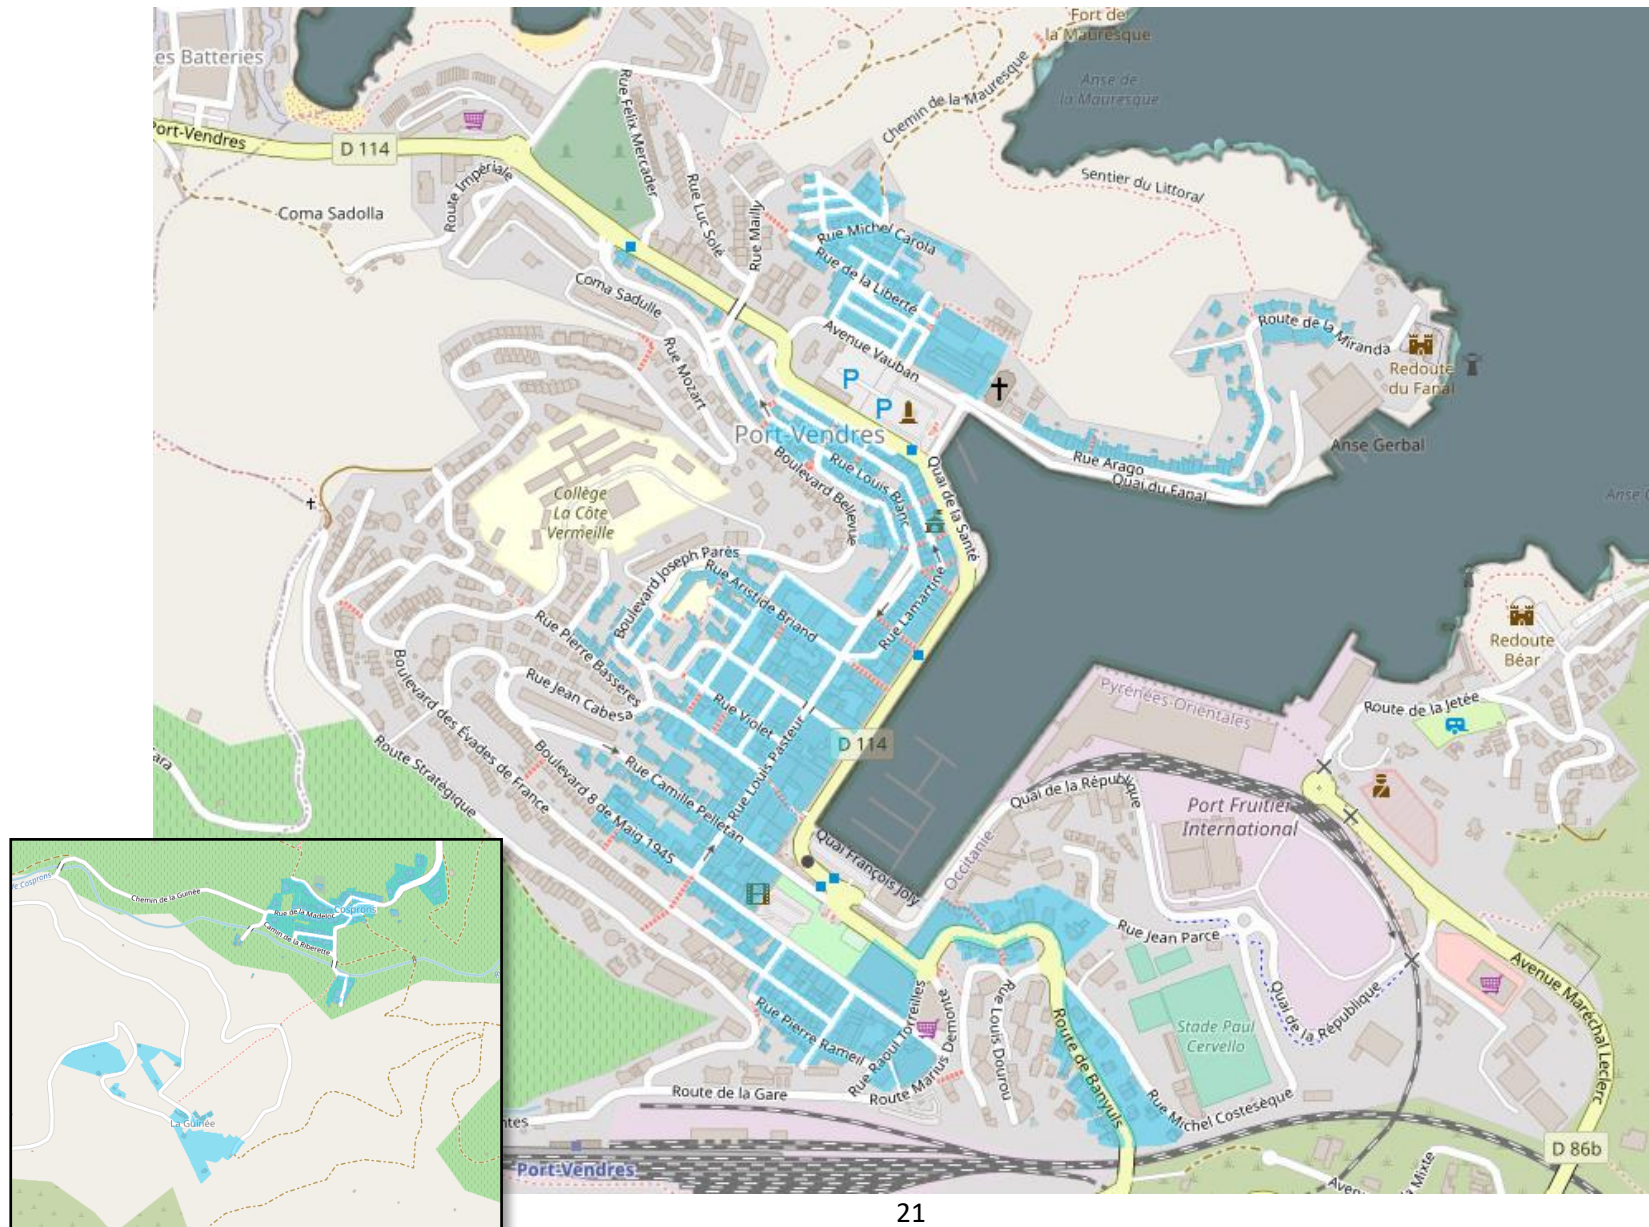 Fort de
la Mauresque
es Batteries
Anse de
la Mauresque
Chemin de la Mauresque
Rue Felix Mercader
Port-Vendres
D 114
Route Impériale
Sentier du Littoral
Rue Luc Solé
Rue Mailly
Coma Sadolla
Rue Michel Carola
Rue de la Liberté
Coma Sadulle
Avenue Vauban
Route de la Miranda
Redoute
du Fanal
Rue Mozart
P
P
Port-Vendres
Anse Gerbal
Rue Arago
Quai du Fanal
Boulevard Bellevue
Rue Louis Blanc
Quai de la Santé
Collège
La Côte
Vermeille
Boulevard Joseph Parès
Rue Aristide Briand
Rue Lamartine
Redoute
Béar
Rue Pierre Basseres
Boulevard des Évadés de France
Rue Jean Cabesa
Rue Violet
Rue Louis Pasteur
D 114
Pyrénées-Orientales
Route de la Jetée
Route Stratégique
Boulevard 8 de Maig 1945
Rue Camille Pelletan
Quai de la République
Port Fruitier
International
ara
Quai François Joly
Occitanie
Rue Jean Parce
Quai de la République
Avenue Maréchal Leclerc
Stade Paul
Cervello
Rue Pierre Rameil
Rue Raoul Torreilles
Route Marius Demonte
Rue Louis Dourou
Route de Banyuls
Rue Michel Costesèque
Route de la Gare
ntes
Port-Vendres
D 86b
la Mixte
e Cosprons
Chemin de la Guinée
Rue de la Madeloc
Cosprons
Camin de la Riberette
La Guinée
21